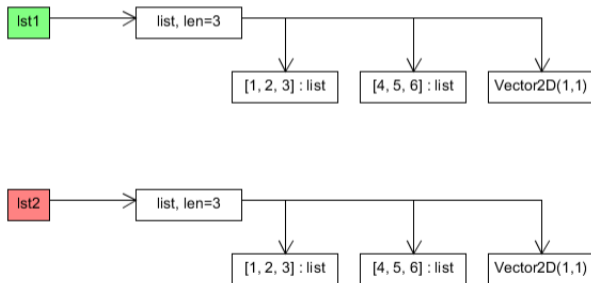 lst1
list, len=3
[1, 2, 3] : list
[4, 5, 6] : list
Vector2D(1,1)
lst2
list, len=3
[1, 2, 3] : list
[4, 5, 6] : list
Vector2D(1,1)